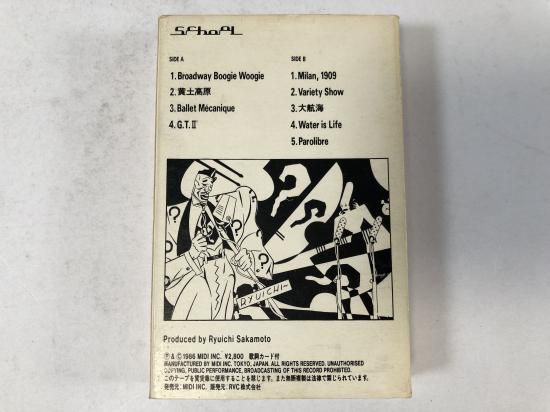 School
SIDE A
1. Broadway Boogie Woogie
2. 黄土高原
3. Ballet Mécanique
4. G.T.II
SIDE B
1. Milan, 1909
2. Variety Show
3. 大航海
4. Water is Life
5. Parolibre
RYUICHI
Produced by Ryuichi Sakamoto
Ⓟ & © 1986 MIDI INC. ¥2,800 歌詞カード付
MANUFACTURED BY MIDI INC. TOKYO, JAPAN. ALL RIGHTS RESERVED. UNAUTHORISED
COPYING, PUBLIC PERFORMANCE, BROADCASTING OF THIS RECORD PROHIBITED.
このテープを賃貸業に使用することを禁じます。また無断複製は法律で禁じられています。
発売元: MIDI INC. 販売元: RVC株式会社